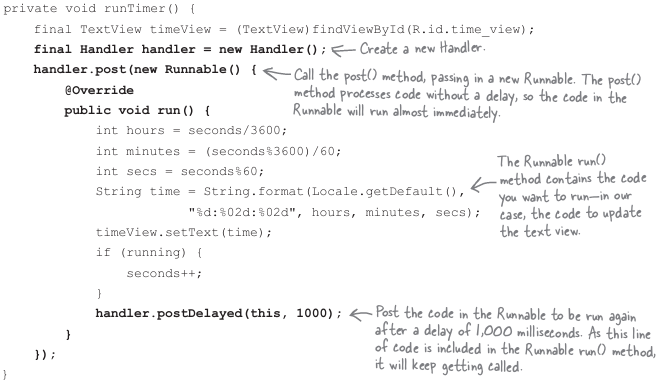 private void runTimer() {
final TextView timeView = (TextView)findViewById(R.id.time_view);
final Handler handler = new Handler();
Create a new Handler.
handler.post(new Runnable() {
Call the post() method, passing in a new Runnable. The post()
method processes code without a delay, so the code in the
Runnable will run almost immediately.
@Override
public void run() {
int hours = seconds/3600;
int minutes = (seconds%3600)/60;
int secs = seconds%60;
String time = String.format(Locale.getDefault(),
"%d:%02d:%02d", hours, minutes, secs);
The Runnable run()
method contains the code
you want to run—in our
case, the code to update
the text view.
timeView.setText(time);
if (running) {
seconds++;
}
handler.postDelayed(this, 1000);
Post the code in the Runnable to be run again
after a delay of 1,000 milliseconds. As this line
of code is included in the Runnable run() method,
it will keep getting called.
}
});
}